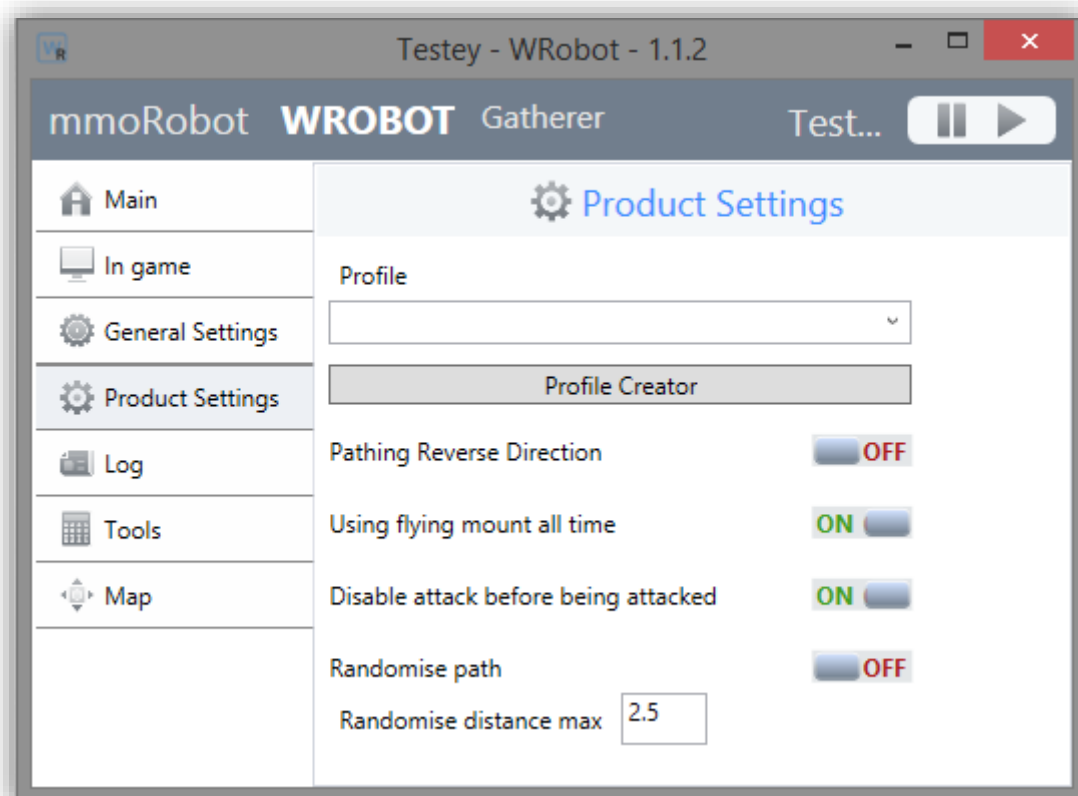 WR
Testey - WRobot - 1.1.2
mmoRobot WROBOT Gatherer Test...
Main
In game
General Settings
Product Settings
Log
Tools
Map
Product Settings
Profile
Profile Creator
Pathing Reverse Direction OFF
Using flying mount all time ON
Disable attack before being attacked ON
Randomise path OFF
Randomise distance max 2.5